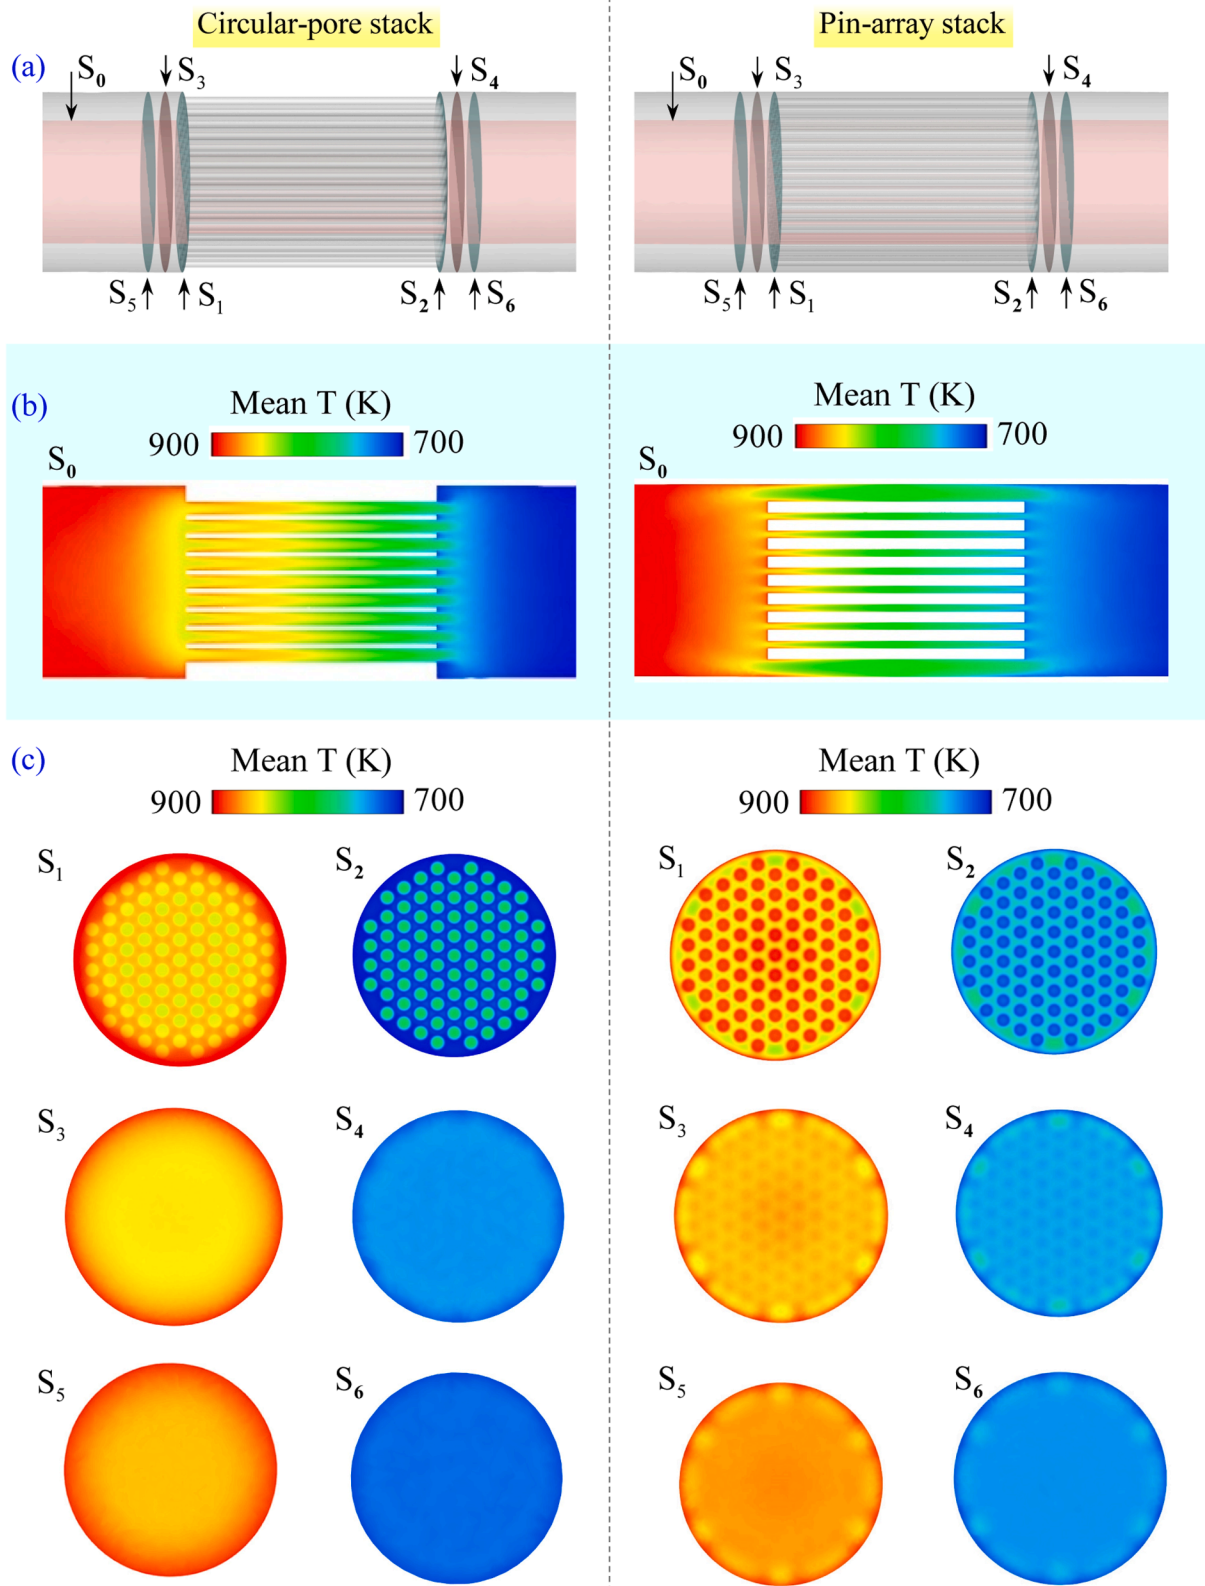 Circular-pore stack
Pin-array stack
(a)
S0 S3 S4
S0 S3 S4
S5 S1 S2 S6
S5 S1 S2 S6
(b)
Mean T (K)
900 700
S0
Mean T (K)
900 700
S0
(c)
Mean T (K)
900 700
Mean T (K)
900 700
S1 S2
S1 S2
S3 S4
S3 S4
S5 S6
S5 S6